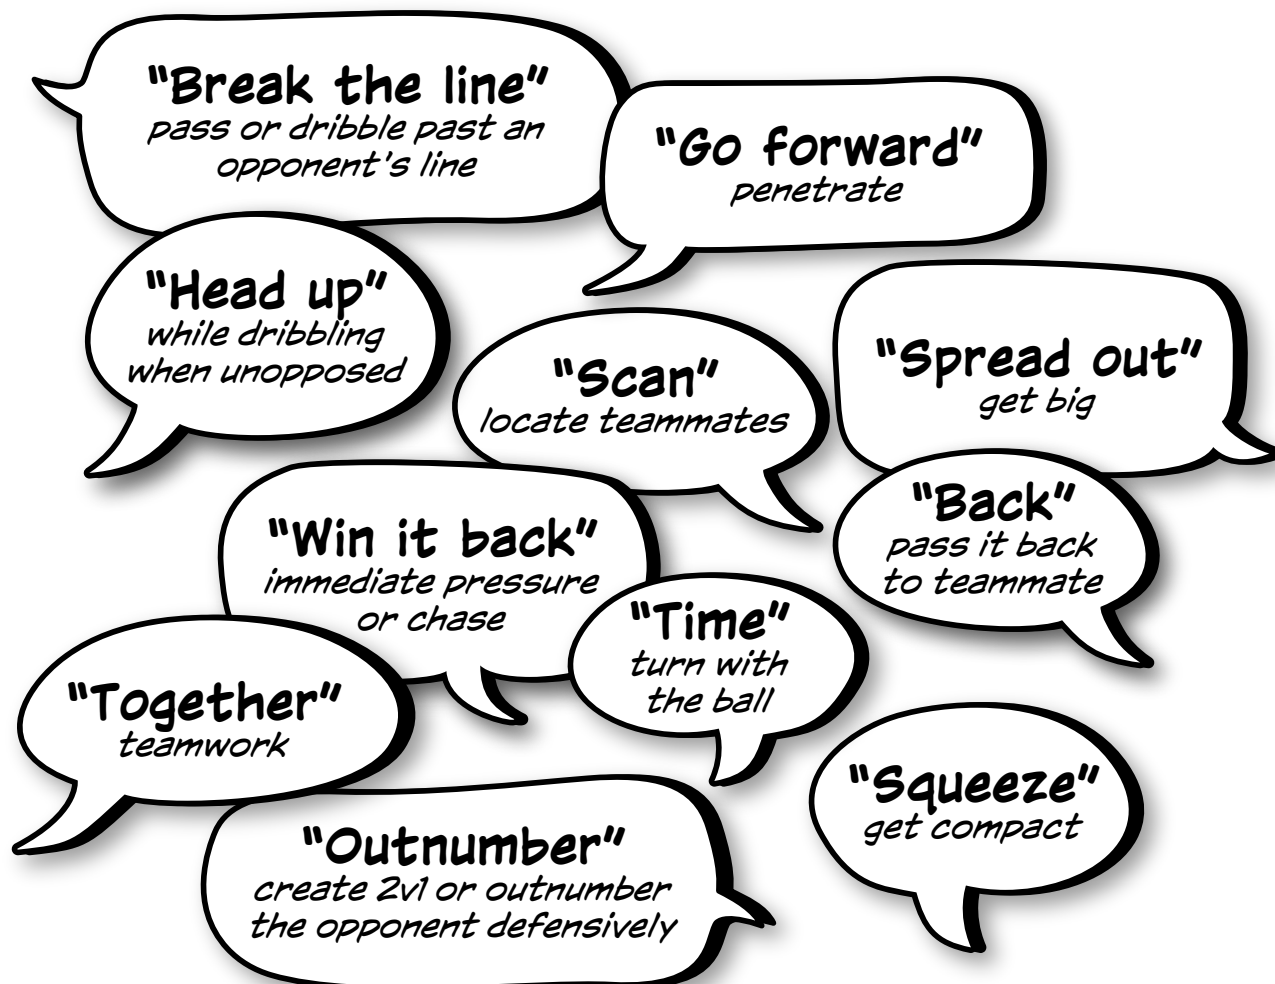 "Break the line"
pass or dribble past an
opponent's line
"Go forward"
penetrate
"Head up"
while dribbling
when unopposed
"Scan"
locate teammates
"Spread out"
get big
"Back"
pass it back
to teammate
"Win it back"
immediate pressure
or chase
"Time"
turn with
the ball
"Together"
teamwork
"Squeeze"
get compact
"Outnumber"
create 2v1 or outnumber
the opponent defensively